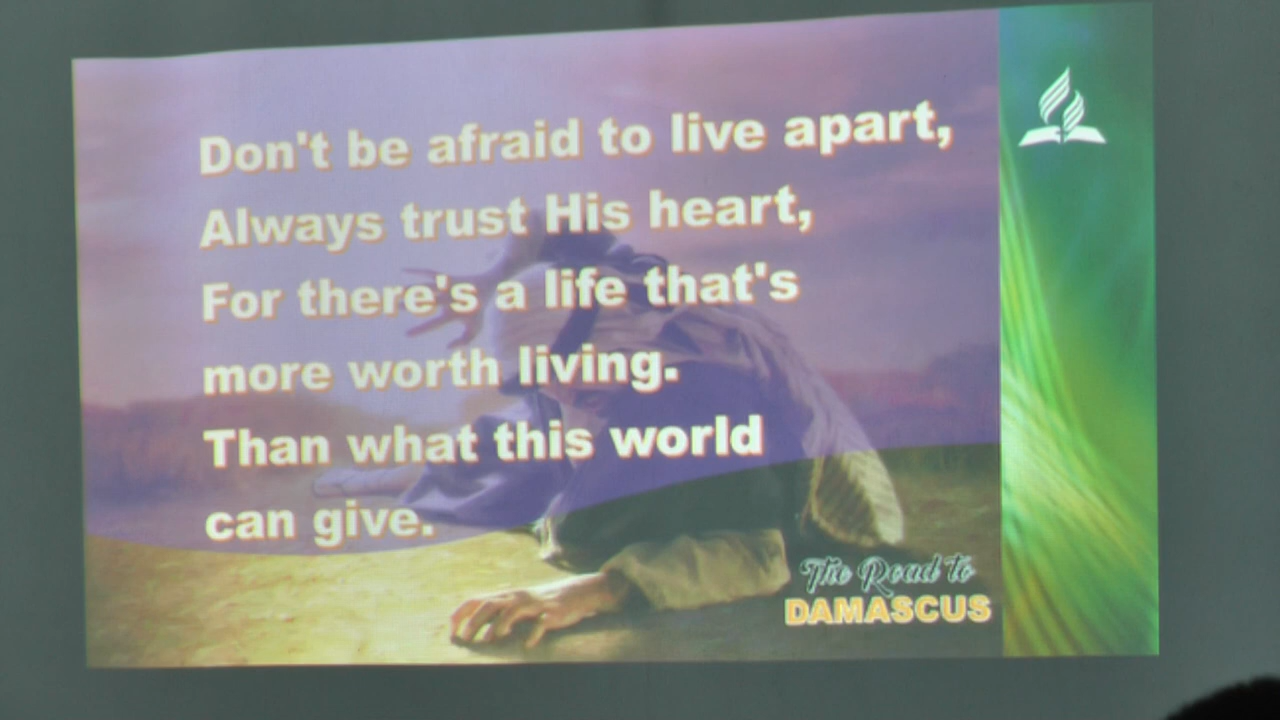 Don't be afraid to live apart,
Always trust His heart,
For there's a life that's
more worth living.
Than what this world
can give.
The Road to
DAMASCUS